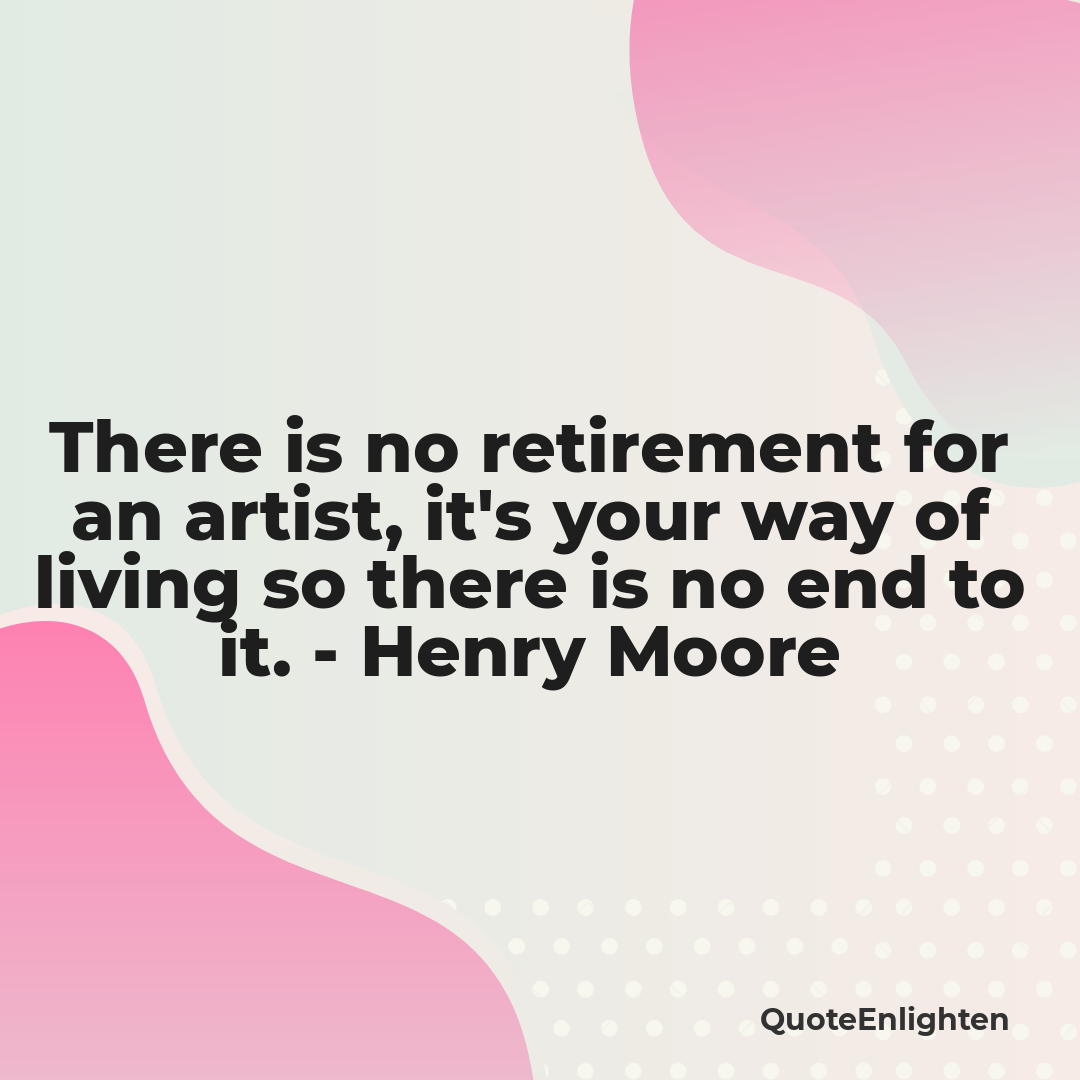 There is no retirement for
an artist, it's your way of
living so there is no end to
it. - Henry Moore
QuoteEnlighten